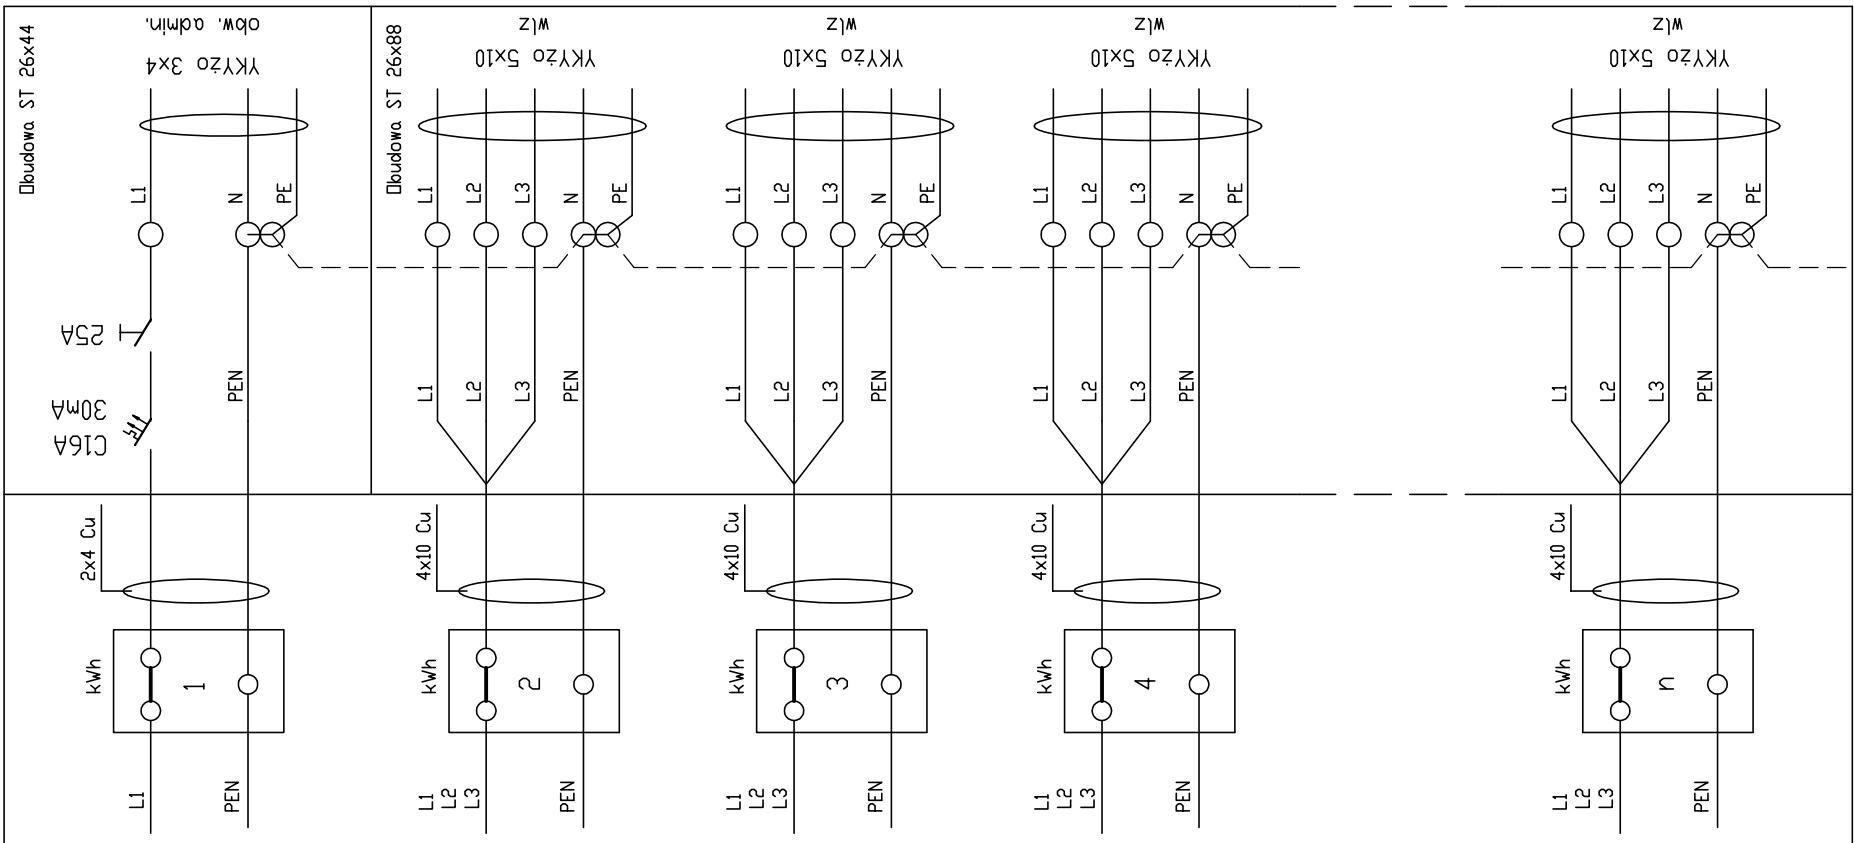 Obudowa ST 26x44
obw. admin.
YKYżo 3x4
L1
N
PE
25A
30mA
C16A
PEN
2x4 Cu
kWh
1
L1
PEN
Obudowa ST 26x88
wlz
YKYżo 5x10
L1
L2
L3
N
PE
L1
L2
L3
PEN
4x10 Cu
kWh
2
L1
L2
L3
PEN
wlz
YKYżo 5x10
L1
L2
L3
N
PE
L1
L2
L3
PEN
4x10 Cu
kWh
3
L1
L2
L3
PEN
wlz
YKYżo 5x10
L1
L2
L3
N
PE
L1
L2
L3
PEN
4x10 Cu
kWh
4
L1
L2
L3
PEN
wlz
YKYżo 5x10
L1
L2
L3
N
PE
L1
L2
L3
PEN
4x10 Cu
kWh
n
L1
L2
L3
PEN